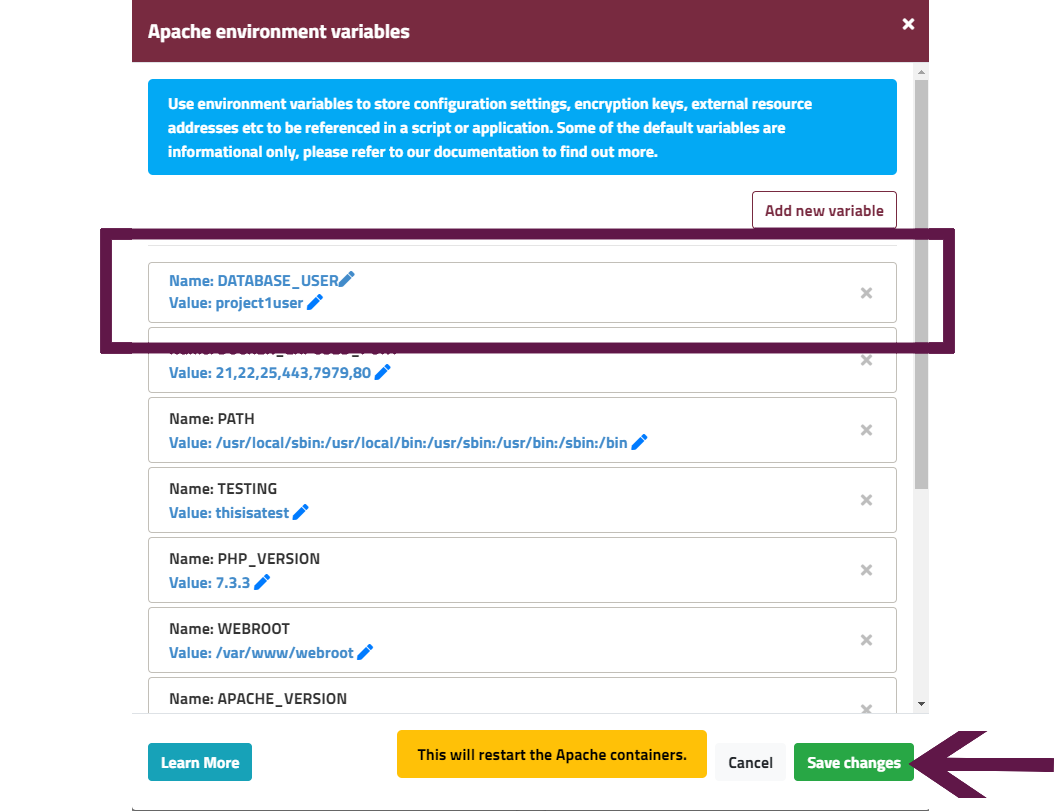 Apache environment variables
Use environment variables to store configuration settings, encryption keys, external resource
addresses etc to be referenced in a script or application. Some of the default variables are
informational only, please refer to our documentation to find out more.
Add new variable
Name: DATABASE_USER
Value: project1user
Value: 21,22,25,443,7979,80
Name: PATH
Value: /usr/local/sbin:/usr/local/bin:/usr/sbin:/usr/bin:/sbin:/bin
Name: TESTING
Value: thisisatest
Name: PHP_VERSION
Value: 7.3.3
Name: WEBROOT
Value: /var/www/webroot
Name: APACHE_VERSION
Learn More
This will restart the Apache containers.
Cancel
Save changes